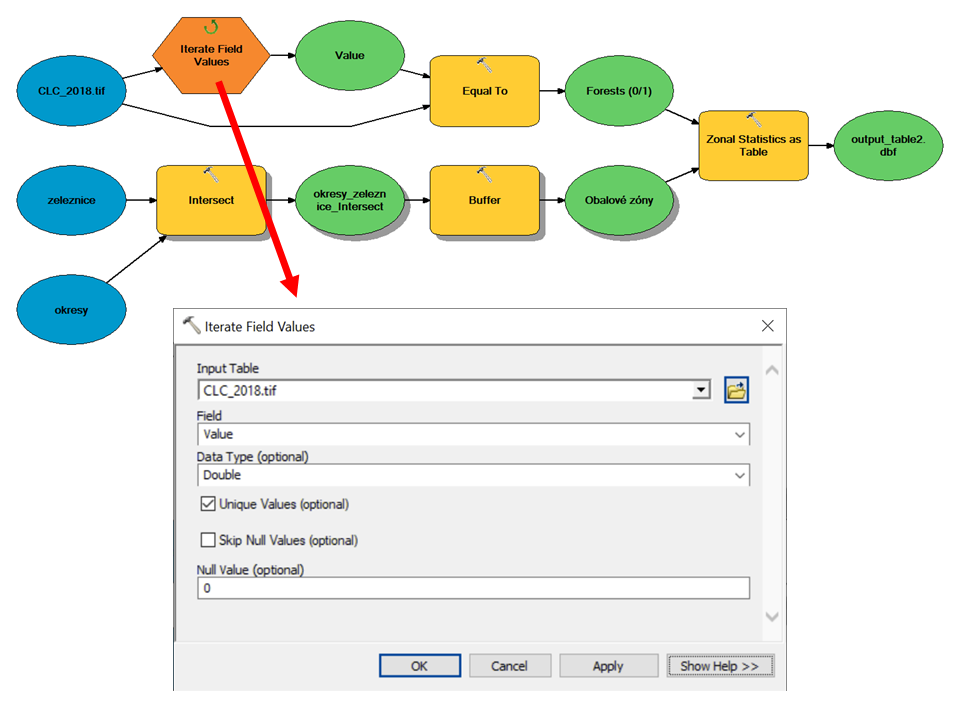 Iterate Field
Values
Value
CLC_2018.tif
Equal To
Forests (0/1)
Zonal Statistics as
Table
output_table2.
dbf
zeleznice
Intersect
okresy_zelezn
ice_Intersect
Buffer
Obalové zóny
okresy
Iterate Field Values
Input Table
CLC_2018.tif
Field
Value
Data Type (optional)
Double
Unique Values (optional)
Skip Null Values (optional)
Null Value (optional)
0
OK
Cancel
Apply
Show Help >>